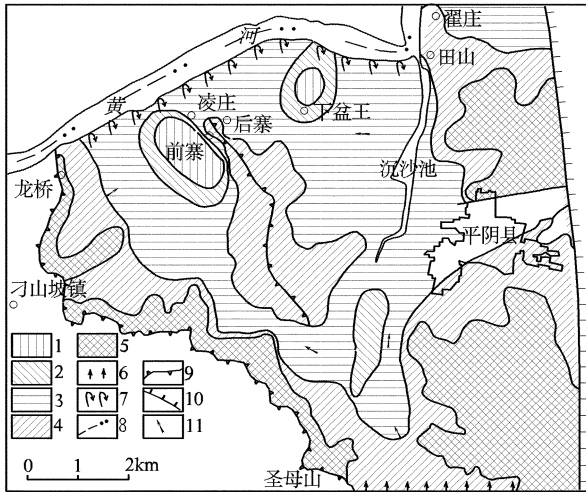 翟庄
河
田山
黄
凌庄
后寨
下盆王
前寨
沉沙池
龙桥
平阴县
刁山坡镇
1 5
2 6 9
3 7 10
4 8 11
0 1 2km
圣母山